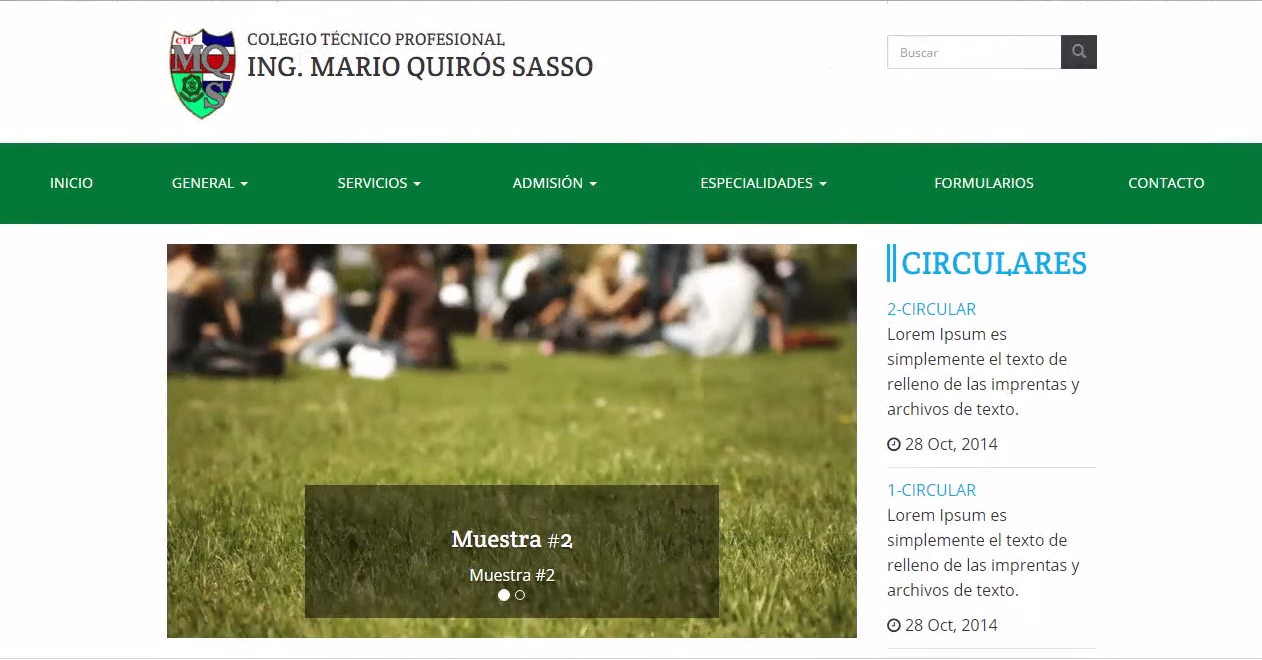 CTP
MQ
S
COLEGIO TÉCNICO PROFESIONAL
ING. MARIO QUIRÓS SASSO
Buscar
INICIO
GENERAL
SERVICIOS
ADMISIÓN
ESPECIALIDADES
FORMULARIOS
CONTACTO
Muestra #2
Muestra #2
CIRCULARES
2-CIRCULAR
Lorem Ipsum es
simplemente el texto de
relleno de las imprentas y
archivos de texto.
28 Oct, 2014
1-CIRCULAR
Lorem Ipsum es
simplemente el texto de
relleno de las imprentas y
archivos de texto.
28 Oct, 2014